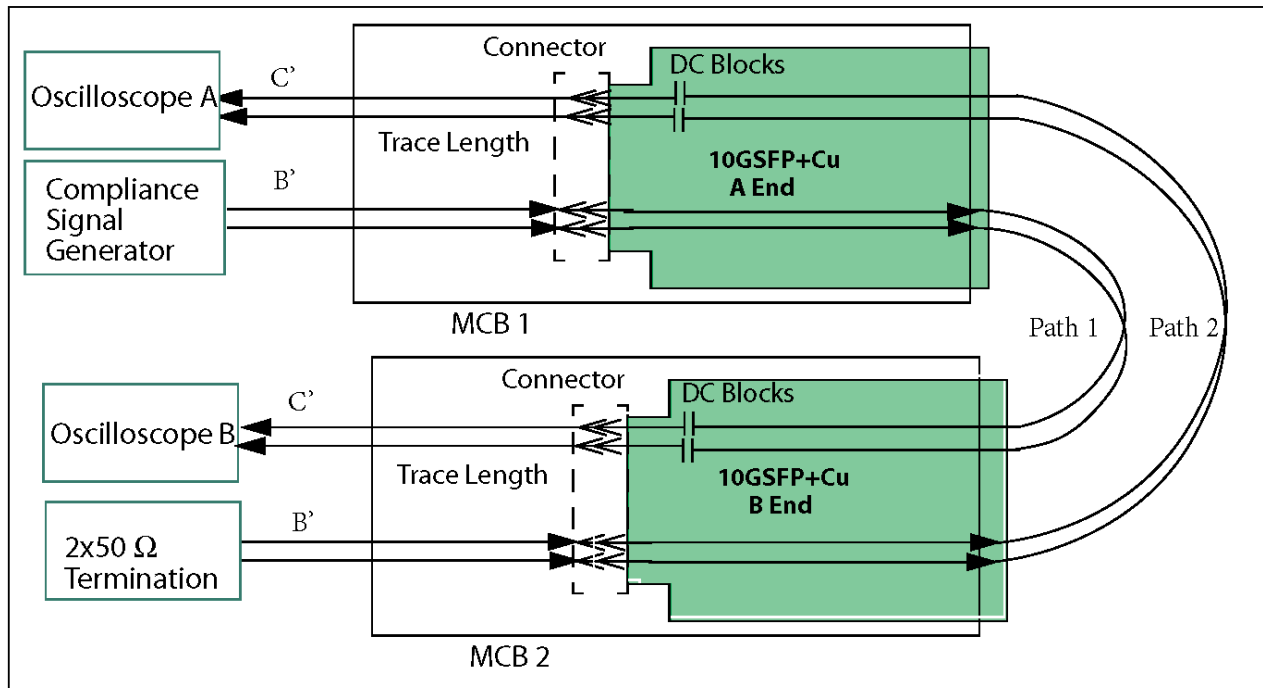 Connector
DC Blocks
C’
Oscilloscope A
Trace Length
10GSFP+Cu
A End
B’
Compliance
Signal
Generator
MCB 1
Path 1
Path 2
Connector
DC Blocks
C’
Oscilloscope B
Trace Length
10GSFP+Cu
B End
B’
2x50 Ω
Termination
MCB 2